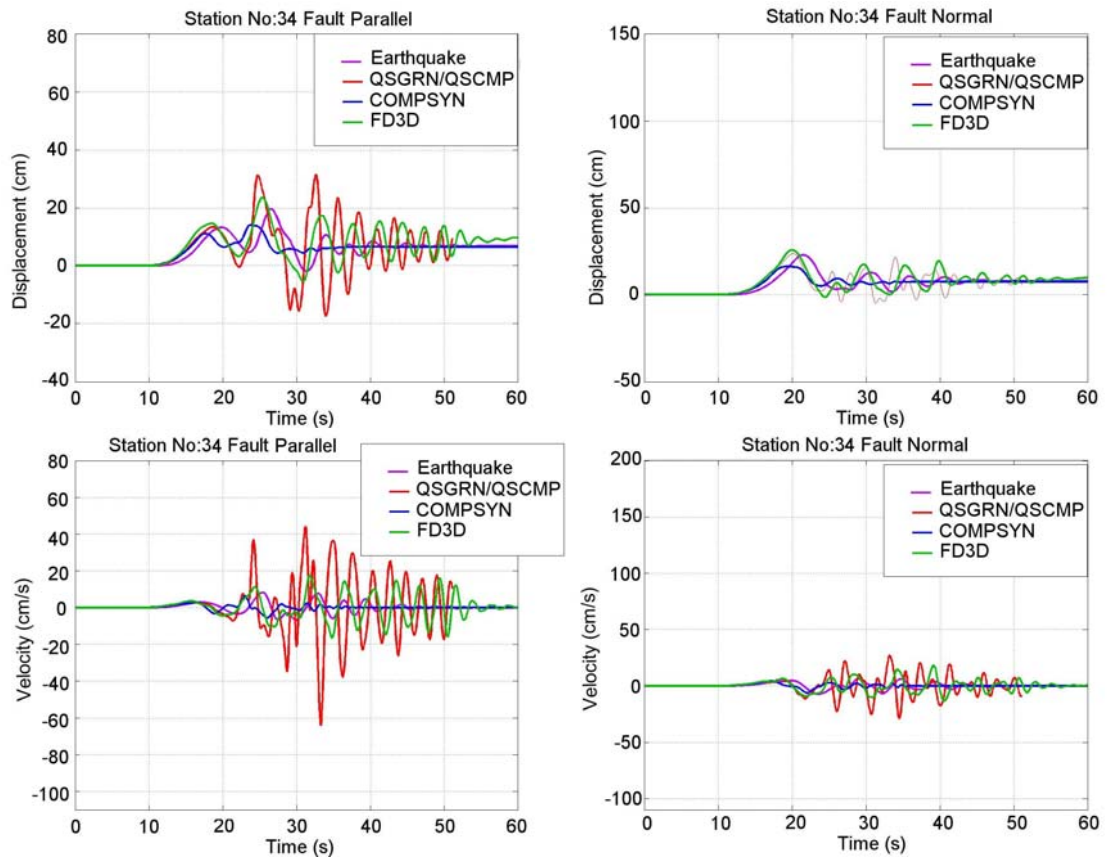 Station No:34 Fault Parallel
80
60
40
20
0
-20
-40
Displacement (cm)
Earthquake
QSGRN/QSCMP
COMPSYN
FD3D
0 10 20 30 40 50 60
Time (s)
Station No:34 Fault Normal
150
100
50
0
-50
Displacement (cm)
Earthquake
QSGRN/QSCMP
COMPSYN
FD3D
0 10 20 30 40 50 60
Time (s)
Station No:34 Fault Parallel
80
60
40
20
0
-20
-40
-60
-80
-100
Velocity (cm/s)
Earthquake
QSGRN/QSCMP
COMPSYN
FD3D
0 10 20 30 40 50 60
Time (s)
Station No:34 Fault Normal
200
150
100
50
0
-50
-100
Velocity (cm/s)
Earthquake
QSGRN/QSCMP
COMPSYN
FD3D
0 10 20 30 40 50 60
Time (s)